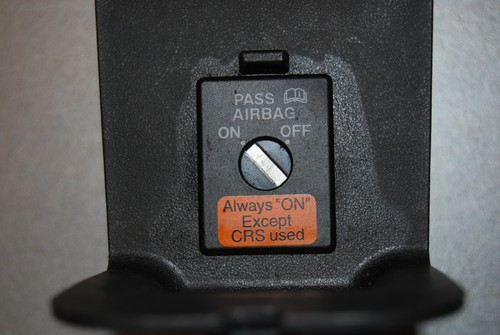 PASS
AIRBAG
ON OFF
Always "ON"
Except
CRS used